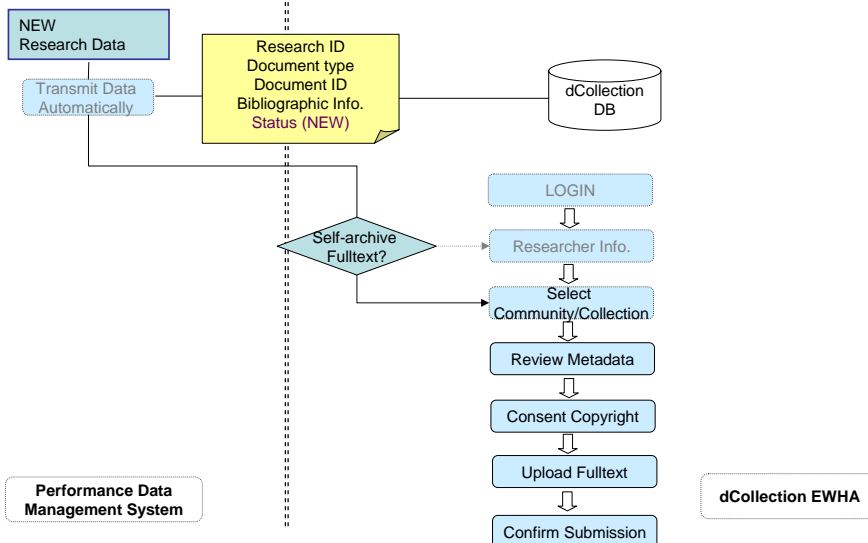 NEW
Research Data
Transmit Data
Automatically
Research ID
Document type
Document ID
Bibliographic Info.
Status (NEW)
dCollection
DB
LOGIN
Self-archive
Fulltext?
Researcher Info.
Select
Community/Collection
Review Metadata
Consent Copyright
Upload Fulltext
Confirm Submission
Performance Data
Management System
dCollection EWHA